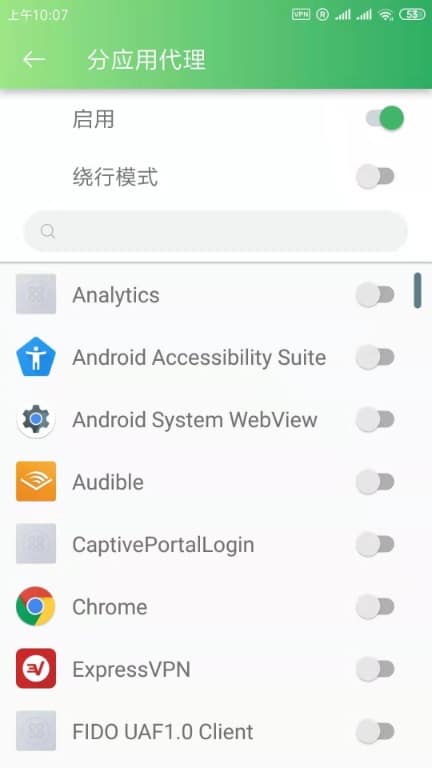 上午10:07 VPN R 53
分应用代理
启用
绕行模式
Analytics
Android Accessibility Suite
Android System WebView
Audible
CaptivePortalLogin
Chrome
ExpressVPN
FIDO UAF1.0 Client